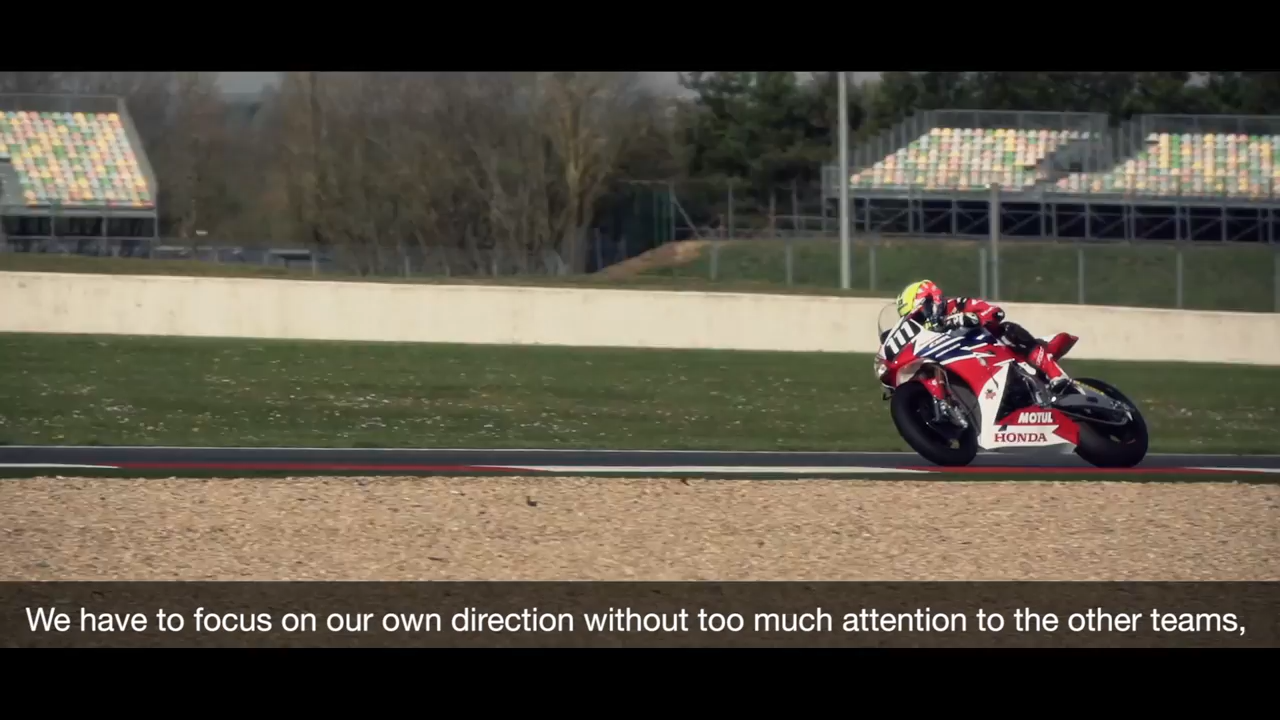 111
MOTUL
HONDA
We have to focus on our own direction without too much attention to the other teams,